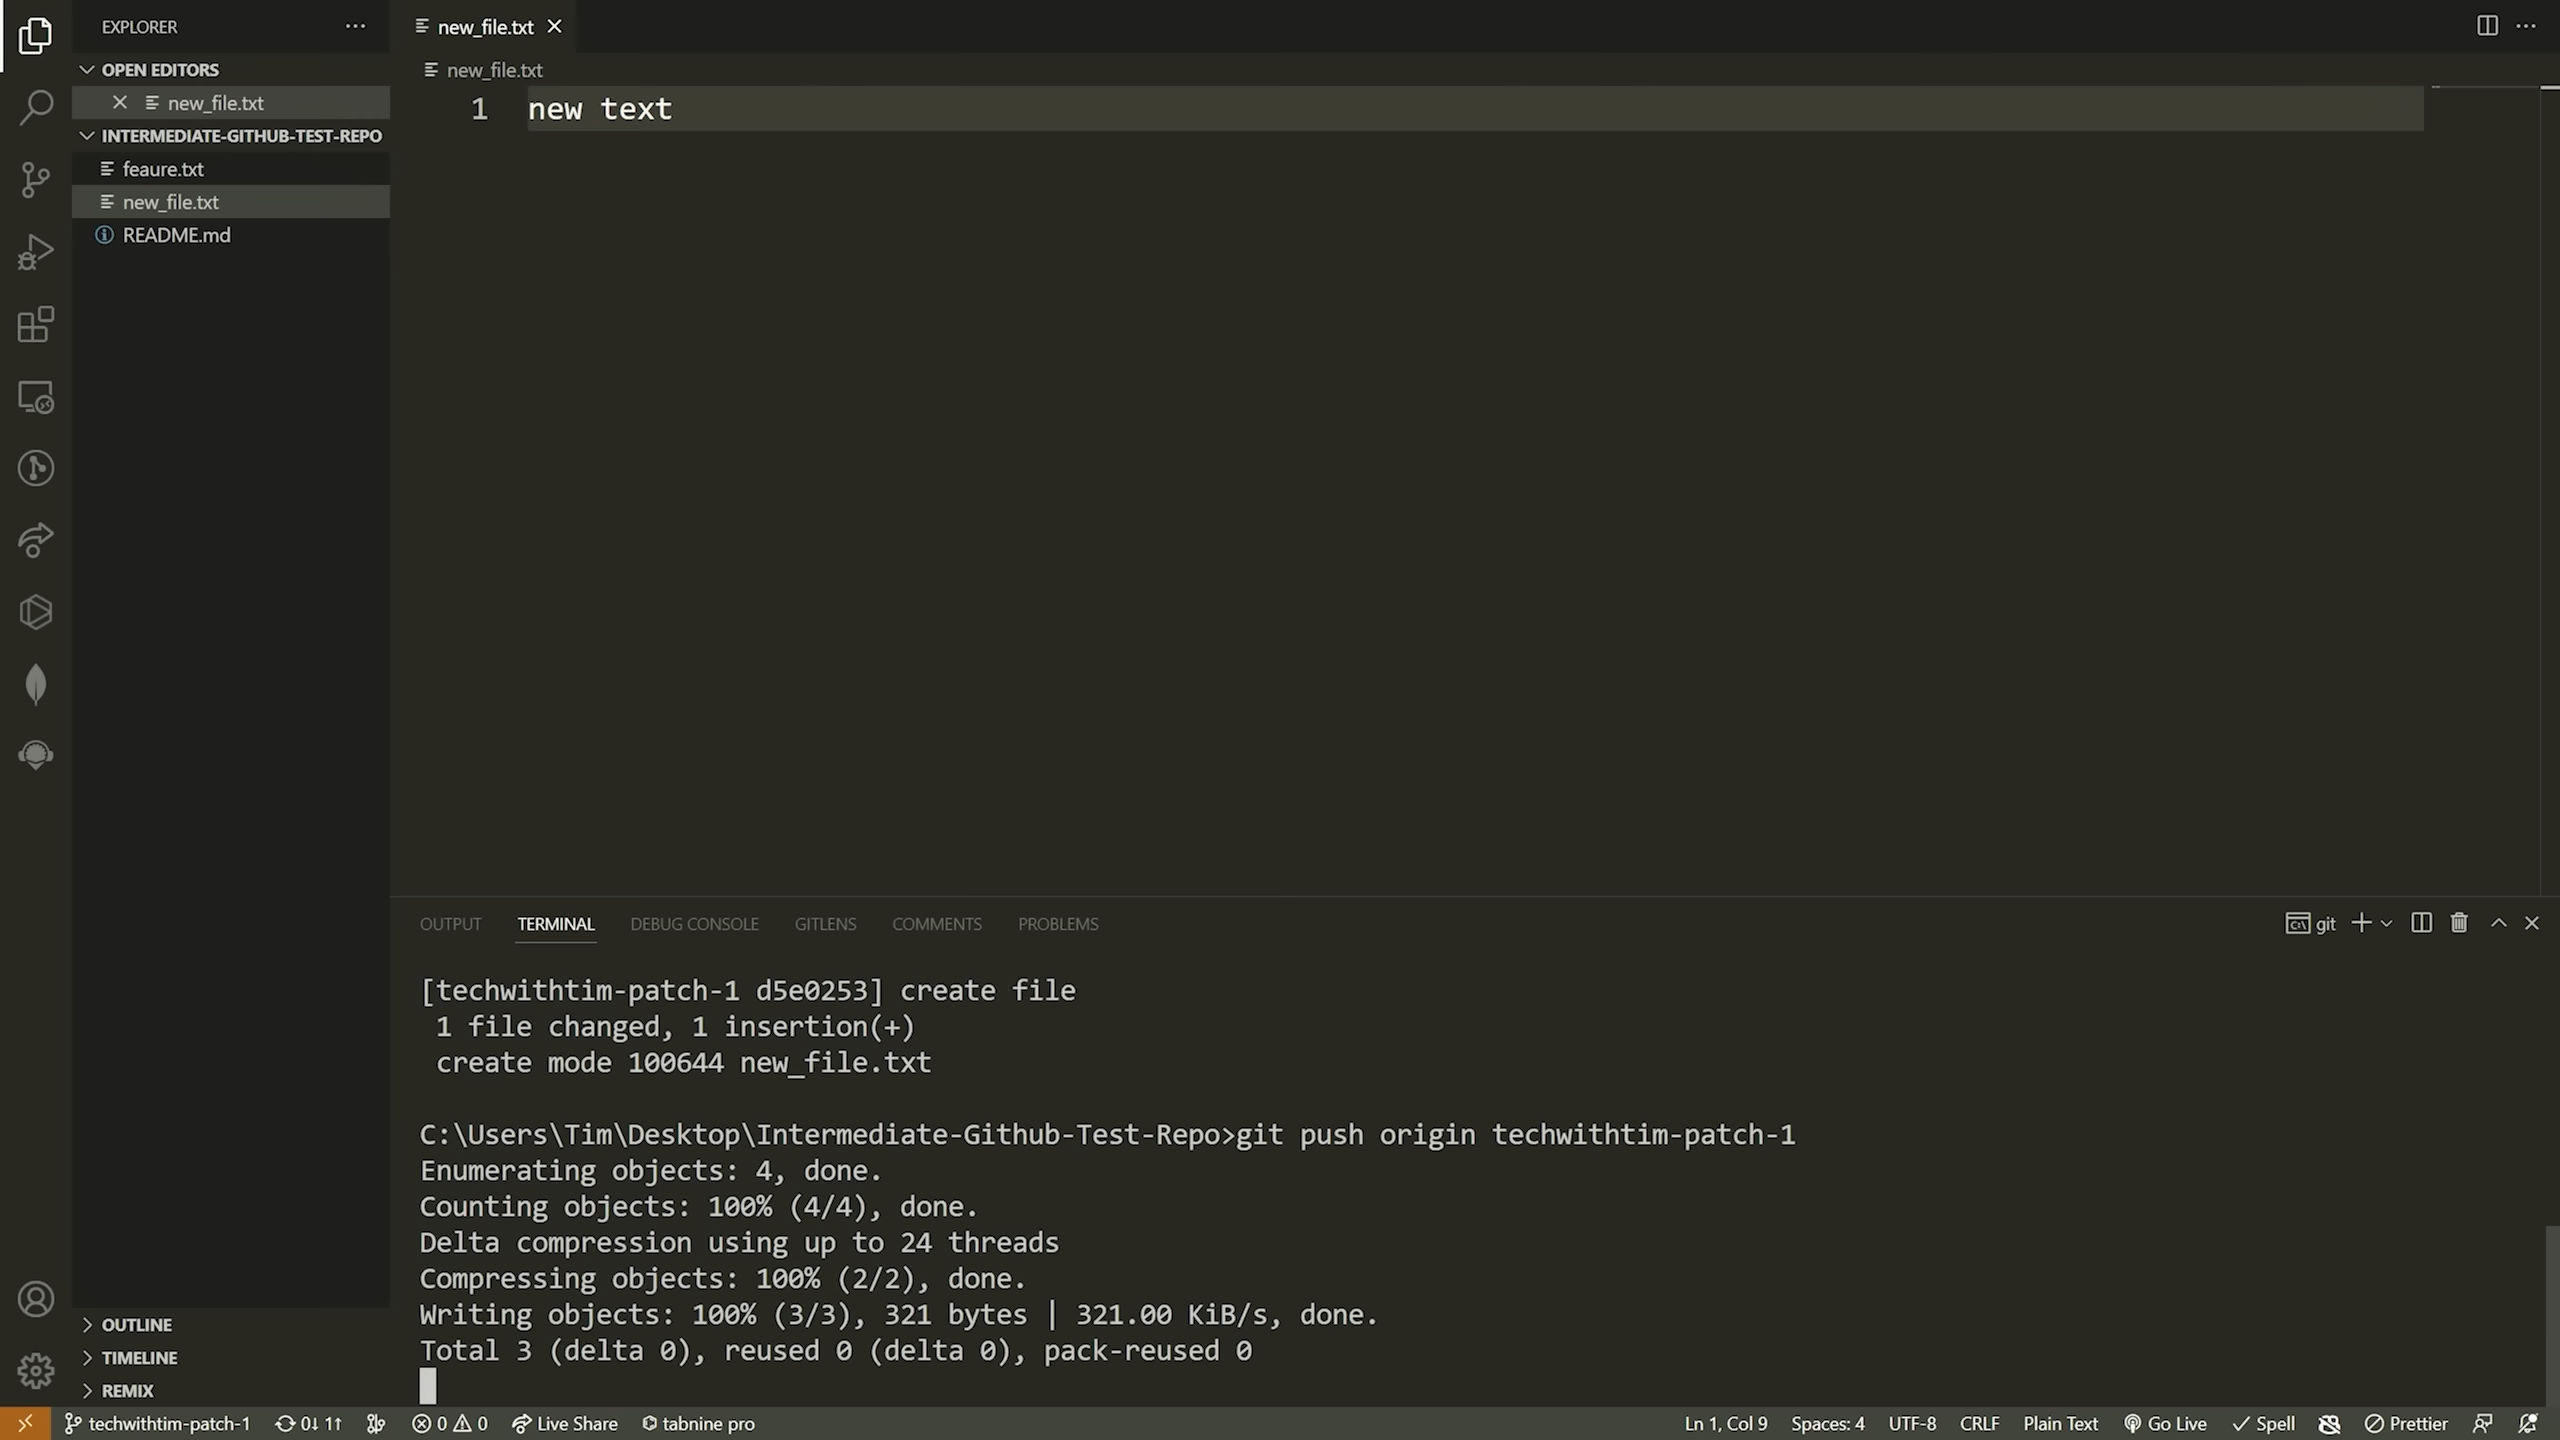 EXPLORER
OPEN EDITORS
new_file.txt
INTERMEDIATE-GITHUB-TEST-REPO
feaure.txt
new_file.txt
README.md
OUTLINE
TIMELINE
REMIX
new_file.txt
new_file.txt
1 new text
OUTPUT TERMINAL DEBUG CONSOLE GITLENS COMMENTS PROBLEMS
git
[techwithtim-patch-1 d5e0253] create file
1 file changed, 1 insertion(+)
create mode 100644 new_file.txt
C:\Users\Tim\Desktop\Intermediate-Github-Test-Repo>git push origin techwithtim-patch-1
Enumerating objects: 4, done.
Counting objects: 100% (4/4), done.
Delta compression using up to 24 threads
Compressing objects: 100% (2/2), done.
Writing objects: 100% (3/3), 321 bytes | 321.00 KiB/s, done.
Total 3 (delta 0), reused 0 (delta 0), pack-reused 0
techwithtim-patch-1 0↓ 1↑ 0 0 Live Share tabnine pro Ln 1, Col 9 Spaces: 4 UTF-8 CRLF Plain Text Go Live Spell Prettier